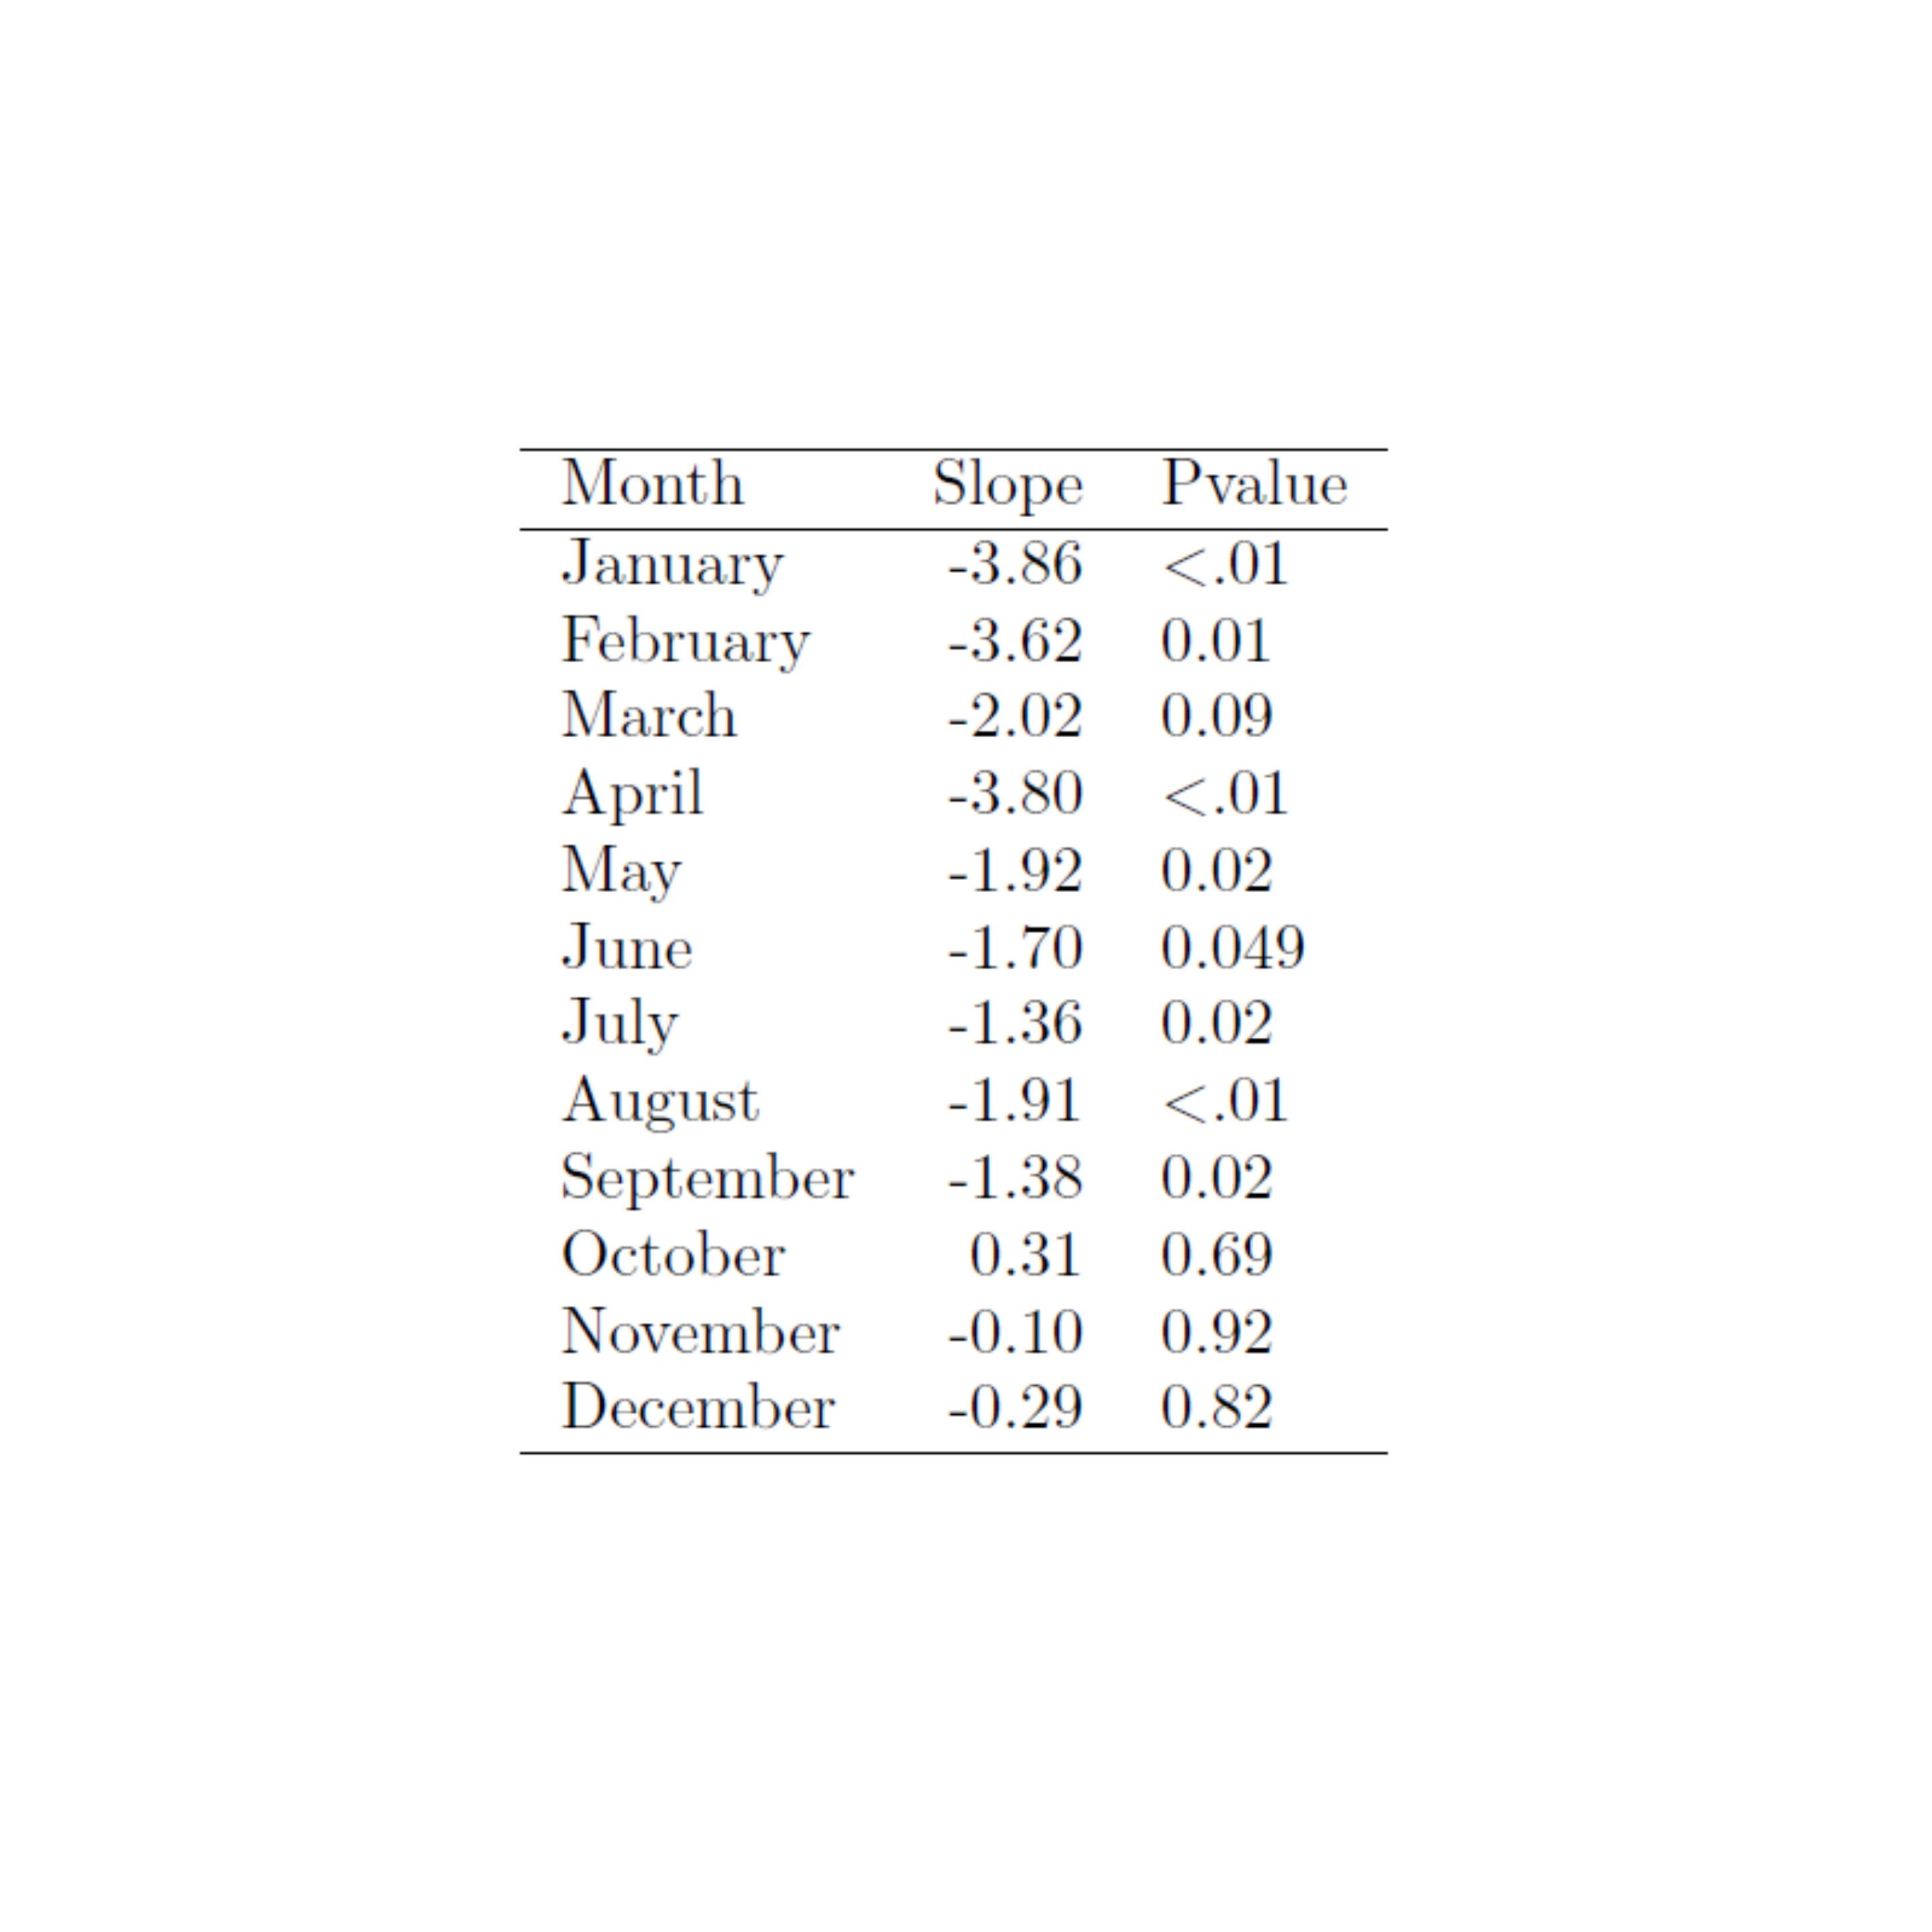 Month Slope Pvalue
January -3.86 <.01
February -3.62 0.01
March -2.02 0.09
April -3.80 <.01
May -1.92 0.02
June -1.70 0.049
July -1.36 0.02
August -1.91 <.01
September -1.38 0.02
October 0.31 0.69
November -0.10 0.92
December -0.29 0.82